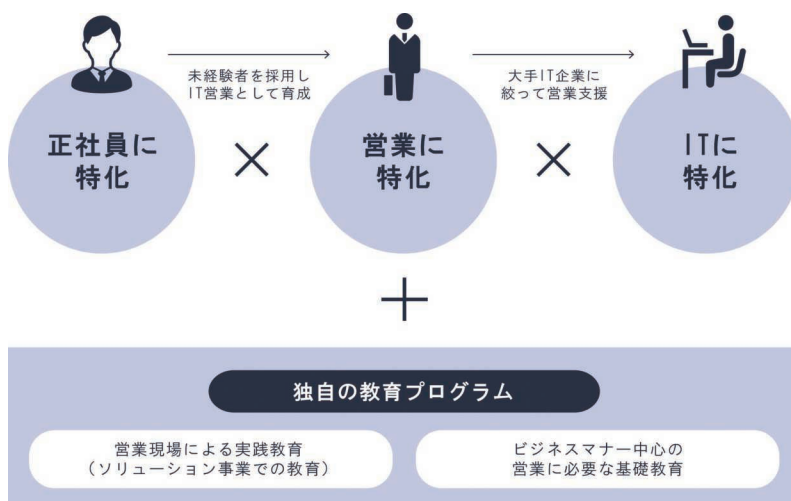 未経験者を採用し
IT営業として育成
大手IT企業に
絞って営業支援
正社員に
特化
×
営業に
特化
×
ITに
特化
+
独自の教育プログラム
営業現場による実践教育
(ソリューション事業での教育)
ビジネスマナー中心の
営業に必要な基礎教育